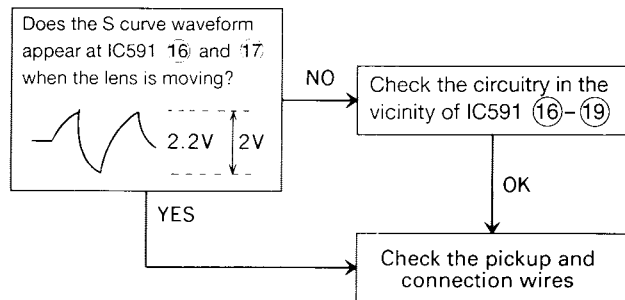 Does the S curve waveform
appear at IC591 ⑯ and ⑰
when the lens is moving?
2.2V
2V
NO
Check the circuitry in the
vicinity of IC591 ⑯–⑲
YES
OK
Check the pickup and
connection wires